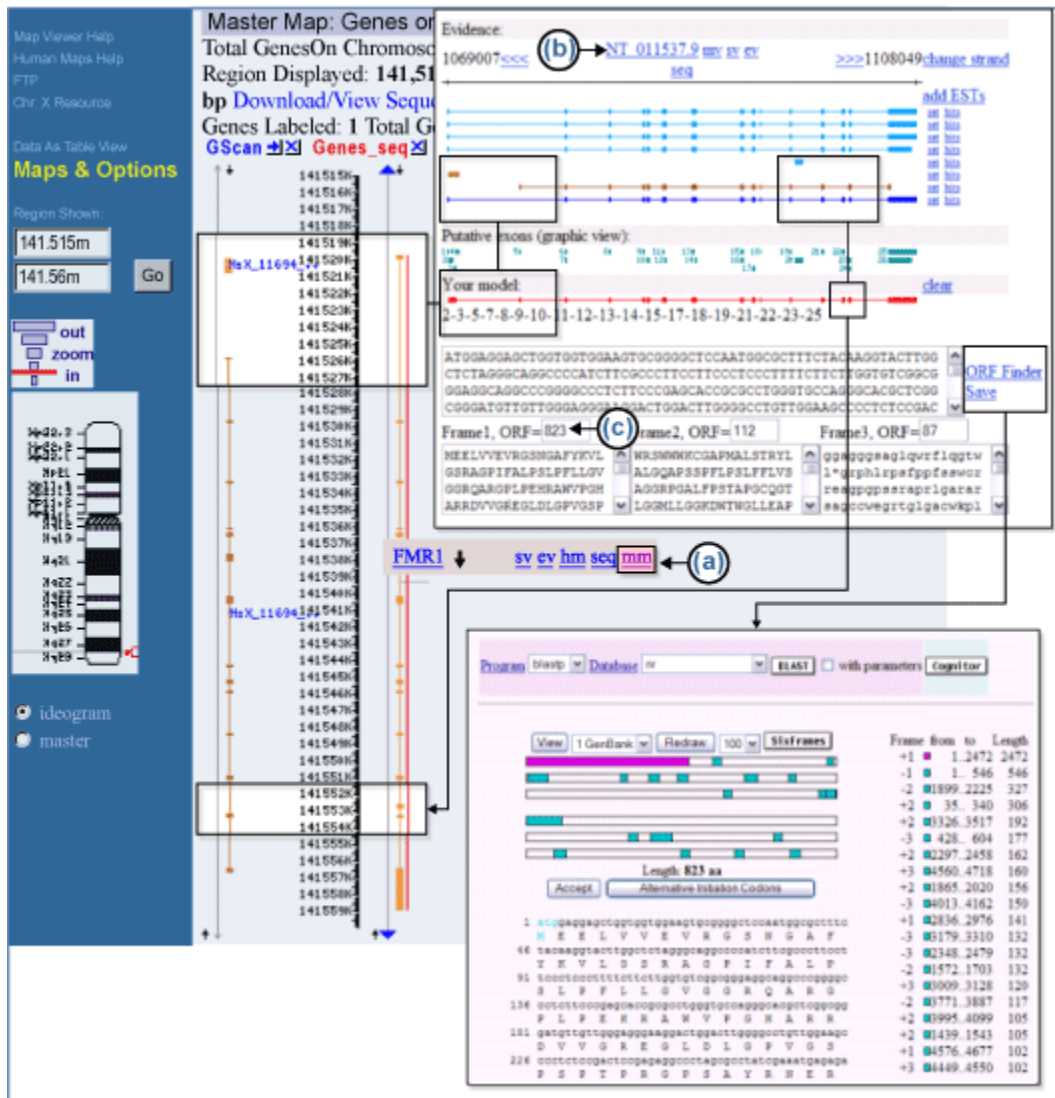 Map Viewer Help
Human Maps Help
FTP
Chr. X Resource
Data As Table View
Maps & Options
Region Shown:
141.515m
141.56m
Go
out
zoom
in
ideogram
master
Master Map: Genes on
Total GenesOn Chromoso
Region Displayed: 141,51
bp Download/View Seque
Genes Labeled: 1 Total G
GScan Genes_seq
141515K
141516K
141517K
141518K
141519K
141520K
141521K
141522K
141523K
141524K
141525K
141526K
141527K
141528K
141529K
141530K
141531K
141532K
141533K
141534K
141535K
141536K
141537K
141538K
141539K
141540K
141541K
141542K
141543K
141544K
141545K
141546K
141547K
141548K
141549K
141550K
141551K
141552K
141553K
141554K
141555K
141556K
141557K
141558K
141559K
Evidence:
1069007<<< (b) NT_011537.9 mv sv ev >>>1108049 change strand
seq
add ESTs
Putative exons (graphic view):
Your model: clear
2-3-5-7-8-9-10-11-12-13-14-15-17-18-19-21-22-23-25
ATGGAGGAGCTGGTGGTGGAAGTGCGGGGCTCCAATGGCGCTTTCTACAAGGTACTTGG
CTCTAGGGCAGGCCCCATCTTCGCCCTTCCTTCCCTCCCTTTTCTTCTTGGTGTCGGCG
GGAGGCAGGCCCGGGGCCCTCTTCCCGAGCACCGCGCCTGGGTGCCAGGGCACGCTCGG
ORF Finder
Save
Frame1, ORF= 823 (c) Frame2, ORF= 112 Frame3, ORF= 87
MEELVVEVRGSNGAFYKVL WRSWWWKCGAPMALSTRYL ggagggsaglqwrflqgtw
GSRAGPIFALPSLPFLLGV ALGQAPSSPFLPSLFFLVS
GGRQARGPLPEHRAWVPGH AGGRPGALFPSTAPGCQGT
ARRDVVGREGLDLGPVGSP LGGMLLGGKDWTWGLLEAP
FMR1 sv ev hm seq mm (a)
Program blastp Database nr BLAST with parameters Cognitor
View 1 GenBank Redraw 100 SixFrames
Length: 823 aa
Accept Alternative Initiation Codons
1 atggaggagctggtggtggaagtgcggggctccaatggcgctttc
M E E L V V E V R G S N G A F
tacaaggtacttggctctagggcaggccccatcttcgcccttcct
Y K V L G S R A G P I F A L P
91 tccctcccttttcttcttggtgtcggcgggaggcaggcccggggc
S L P F L L G V G G R Q A R G
136 cctcttcccgagcaccgcgcctgggtgccagggcacgctcggcgg
P L P E H R A W V P G H A R R
181 gatgttgttgggagggaaggactggacttggggcctgttggaagc
D V V G R E G L D L G P V G S
226 cccctctccgactccgagaggccctagcgcctatcgaaatgagaga
P S P T P R G P S A Y R N E R
Frame from to Length
+1 1..2472 2472
-1 1.. 546 546
-2 1899..2225 327
+2 35.. 340 306
+2 3326..3517 192
-3 428.. 604 177
+2 2297..2458 162
+3 4560..4718 160
+2 1865..2020 156
-3 4013..4162 150
+1 2836..2976 141
-3 3179..3310 132
-3 2348..2479 132
-2 1572..1703 132
+3 3009..3128 120
-2 3771..3887 117
+2 3995..4099 105
+2 1439..1543 105
+1 4576..4677 102
+3 4449..4550 102